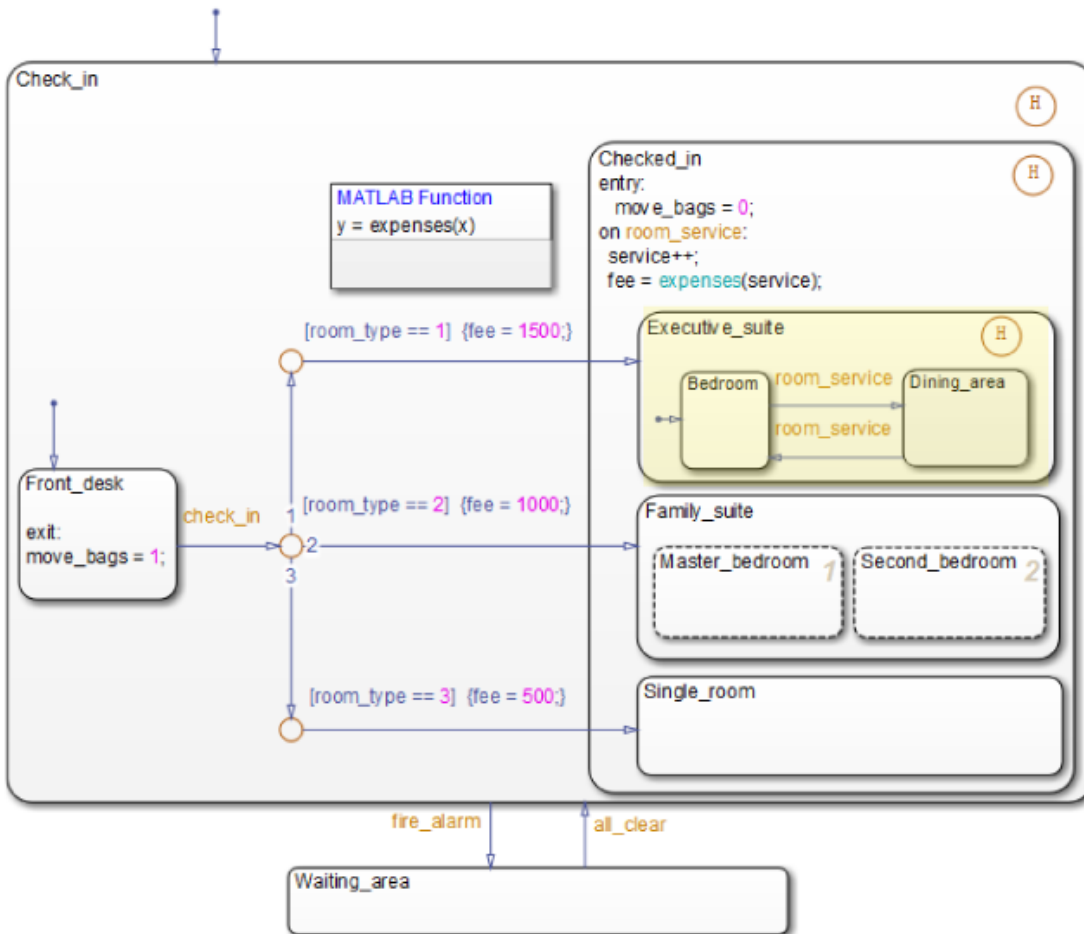 Check_in
H
Checked_in
H
entry:
move_bags = 0;
on room_service:
service++;
fee = expenses(service);
MATLAB Function
y = expenses(x)
[room_type == 1] {fee = 1500;}
Executive_suite
H
Bedroom
room_service
Dining_area
room_service
Front_desk
exit:
move_bags = 1;
check_in
1
2
3
[room_type == 2] {fee = 1000;}
Family_suite
Master_bedroom
1
Second_bedroom
2
[room_type == 3] {fee = 500;}
Single_room
fire_alarm
all_clear
Waiting_area